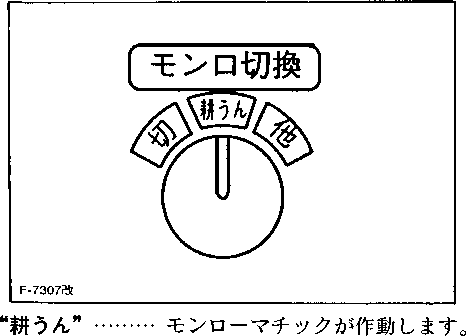 モンロ切換
切
耕うん
他
F-7307改
“耕うん” ……… モンローマチックが作動します。